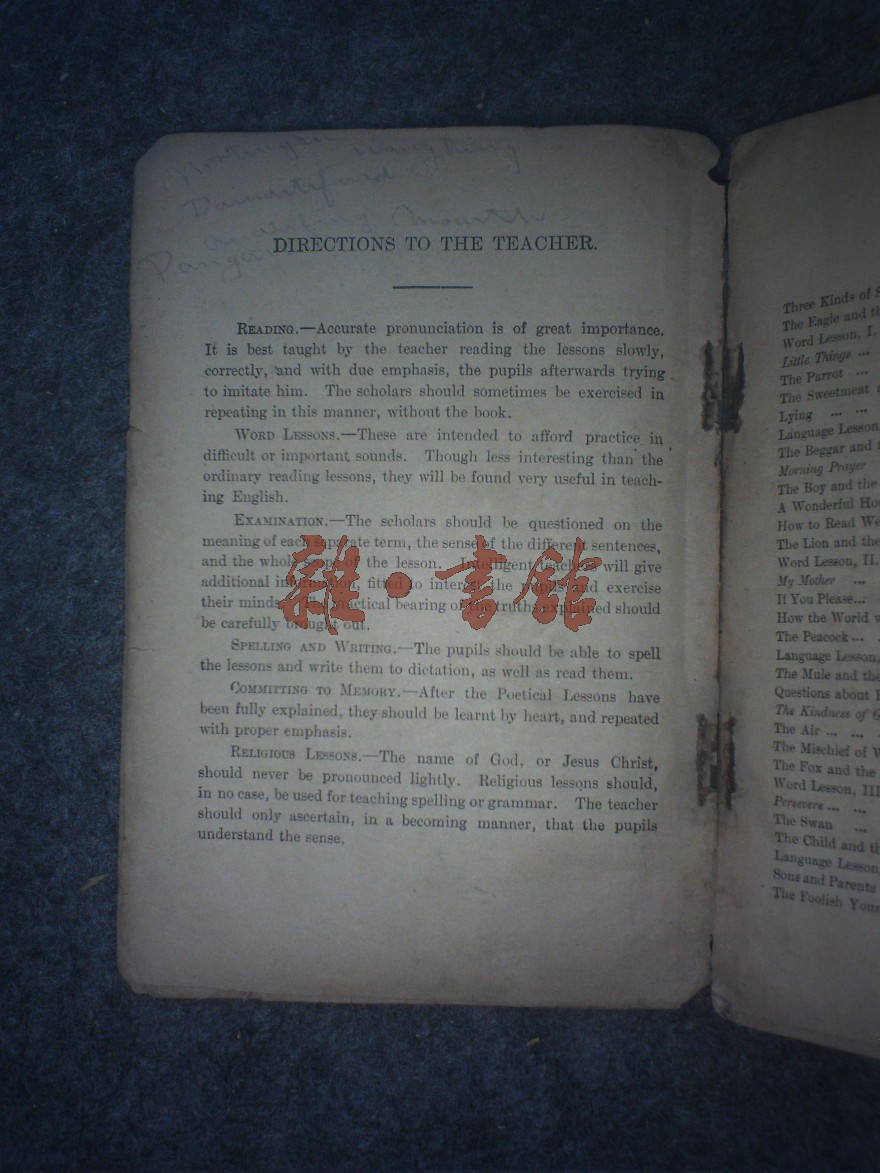 DIRECTIONS TO THE TEACHER.
READING.—Accurate pronunciation is of great importance.
It is best taught by the teacher reading the lessons slowly,
correctly, and with due emphasis, the pupils afterwards trying
to imitate him. The scholars should sometimes be exercised in
repeating in this manner, without the book.
WORD LESSONS.—These are intended to afford practice in
difficult or important sounds. Though less interesting than the
ordinary reading lessons, they will be found very useful in teach-
ing English.
EXAMINATION.—The scholars should be questioned on the
meaning of each separate term, the sense of the different sentences,
and the whole scope of the lesson. Intelligent teachers will give
additional information, fitted to interest the pupils and exercise
their minds. The practical bearing of the truths explained should
be carefully brought out.
SPELLING AND WRITING.—The pupils should be able to spell
the lessons and write them to dictation, as well as read them.
COMMITTING TO MEMORY.—After the Poetical Lessons have
been fully explained, they should be learnt by heart, and repeated
with proper emphasis.
RELIGIOUS LESSONS.—The name of God, or Jesus Christ,
should never be pronounced lightly. Religious lessons should,
in no case, be used for teaching spelling or grammar. The teacher
should only ascertain, in a becoming manner, that the pupils
understand the sense.
雜·書館
Three Kinds of
The Eagle and
Word Lesson, I.
Little Things ...
The Parrot ...
The Sweetmeat
Lying ... ...
Language Lesson,
The Beggar and
Morning Prayer
The Boy and the
A Wonderful
How to Read
The Lion and the
Word Lesson, II.
My Mother ...
If You Please...
How the World
The Peacock ...
Language Lesson,
The Mule and the
Questions about
The Kindness of
The Air ... ...
The Mischief of
The Fox and the
Word Lesson, III
Persevere ... ...
The Swan ...
The Child and
Language Lesson,
Sons and Parents
The Foolish